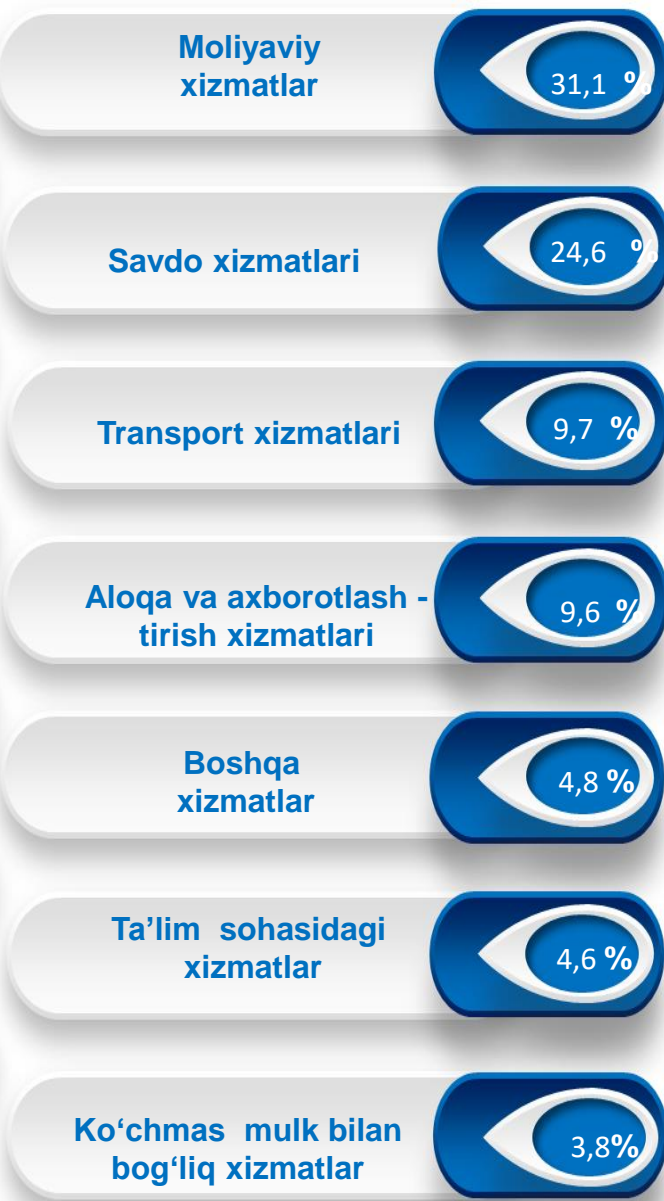 Moliyaviy
xizmatlar
31,1 %
Savdo xizmatlari
24,6 %
Transport xizmatlari
9,7 %
Aloqa va axborotlash -
tirish xizmatlari
9,6 %
Boshqa
xizmatlar
4,8 %
Ta’lim sohasidagi
xizmatlar
4,6 %
Ko‘chmas mulk bilan
bog‘liq xizmatlar
3,8%